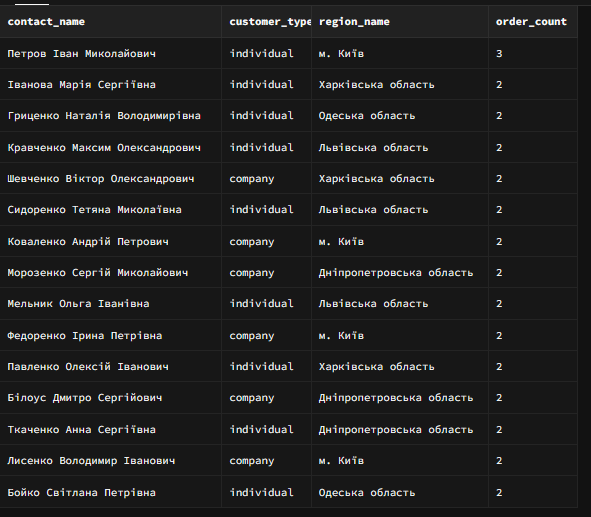 contact_name customer_type region_name order_count
Петров Іван Миколайович individual м. Київ 3
Іванова Марія Сергіївна individual Харківська область 2
Гриценко Наталія Володимирівна individual Одеська область 2
Кравченко Максим Олександрович individual Львівська область 2
Шевченко Віктор Олександрович company Харківська область 2
Сидоренко Тетяна Миколаївна individual Львівська область 2
Коваленко Андрій Петрович company м. Київ 2
Морозенко Сергій Миколайович company Дніпропетровська область 2
Мельник Ольга Іванівна individual Львівська область 2
Федоренко Ірина Петрівна company м. Київ 2
Павленко Олексій Іванович individual Харківська область 2
Білоус Дмитро Сергійович company Дніпропетровська область 2
Ткаченко Анна Сергіївна individual Дніпропетровська область 2
Лисенко Володимир Іванович company м. Київ 2
Бойко Світлана Петрівна individual Одеська область 2